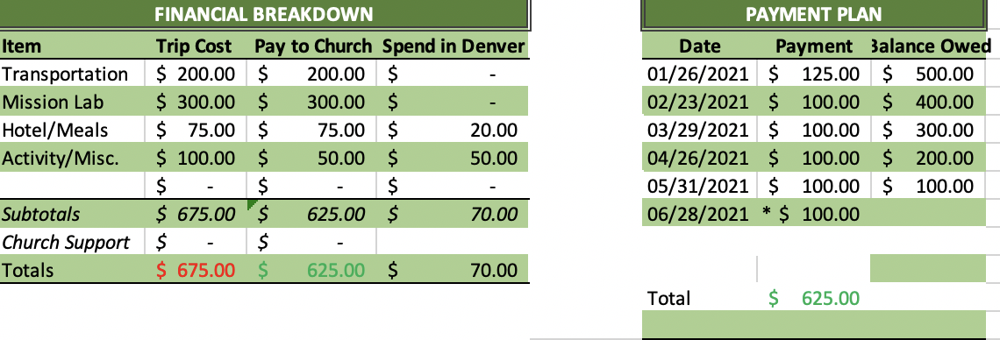 FINANCIAL BREAKDOWN
Item Trip Cost Pay to Church Spend in Denver
Transportation $ 200.00 $ 200.00 $ -
Mission Lab $ 300.00 $ 300.00 $ -
Hotel/Meals $ 75.00 $ 75.00 $ 20.00
Activity/Misc. $ 100.00 $ 50.00 $ 50.00
$ - $ - $ -
Subtotals $ 675.00 $ 625.00 $ 70.00
Church Support $ - $ -
Totals $ 675.00 $ 625.00 $ 70.00
PAYMENT PLAN
Date Payment Balance Owed
01/26/2021 $ 125.00 $ 500.00
02/23/2021 $ 100.00 $ 400.00
03/29/2021 $ 100.00 $ 300.00
04/26/2021 $ 100.00 $ 200.00
05/31/2021 $ 100.00 $ 100.00
06/28/2021 * $ 100.00
Total $ 625.00